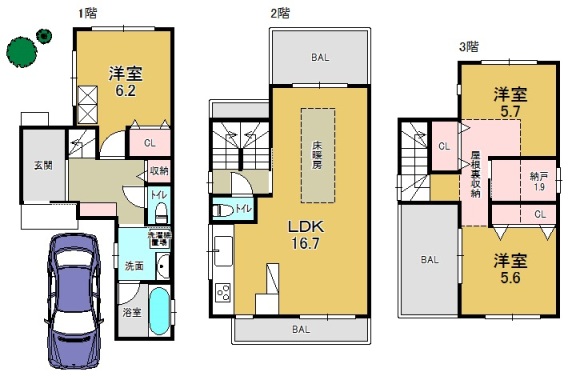 1階
洋室
6.2
CL
玄関
収納
トイレ
洗濯機
置場
洗面
浴室
2階
BAL
床暖房
トイレ
LDK
16.7
BAL
3階
洋室
5.7
CL
屋根裏収納
納戸
1.9
CL
BAL
洋室
5.6